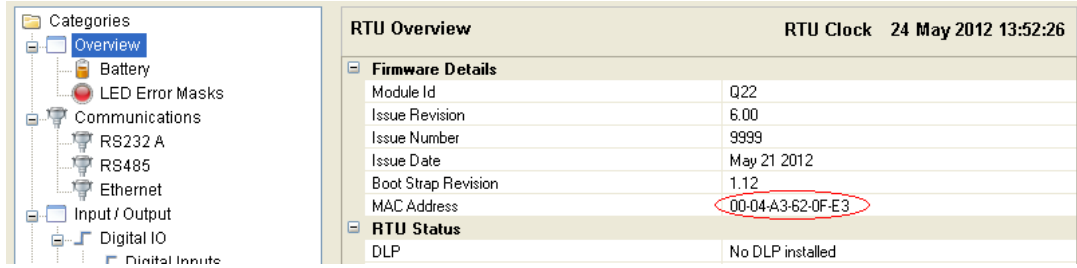 Categories
Overview
Battery
LED Error Masks
Communications
RS232 A
RS485
Ethernet
Input / Output
Digital IO
Digital Inputs
RTU Overview RTU Clock 24 May 2012 13:52:26
Firmware Details
Module Id Q22
Issue Revision 6.00
Issue Number 9999
Issue Date May 21 2012
Boot Strap Revision 1.12
MAC Address 00-04-A3-62-0F-E3
RTU Status
DLP No DLP installed